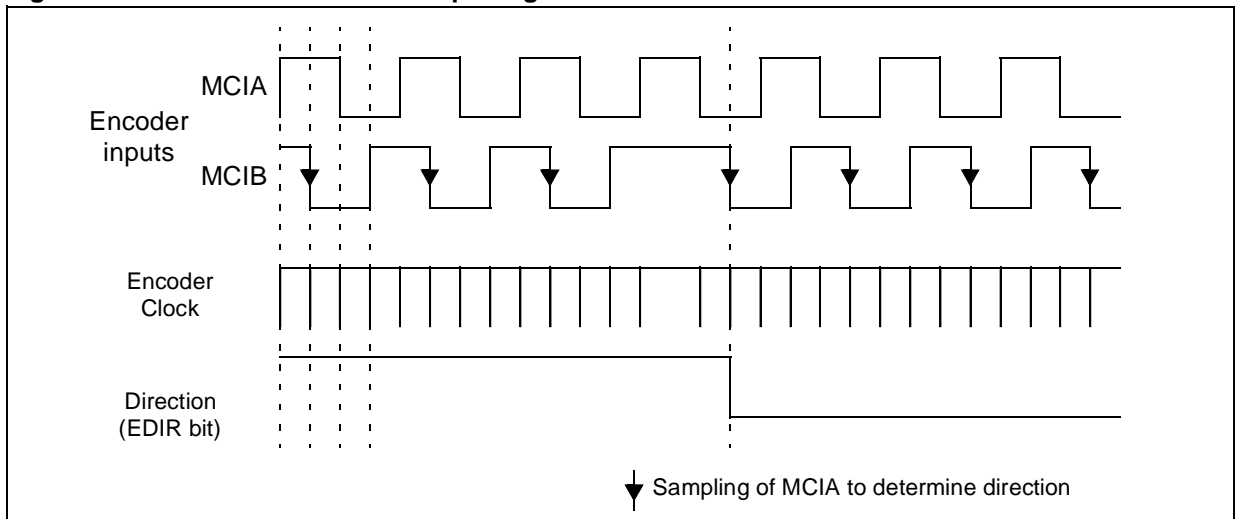 MCIA
Encoder
inputs
MCIB
Encoder
Clock
Direction
(EDIR bit)
Sampling of MCIA to determine direction